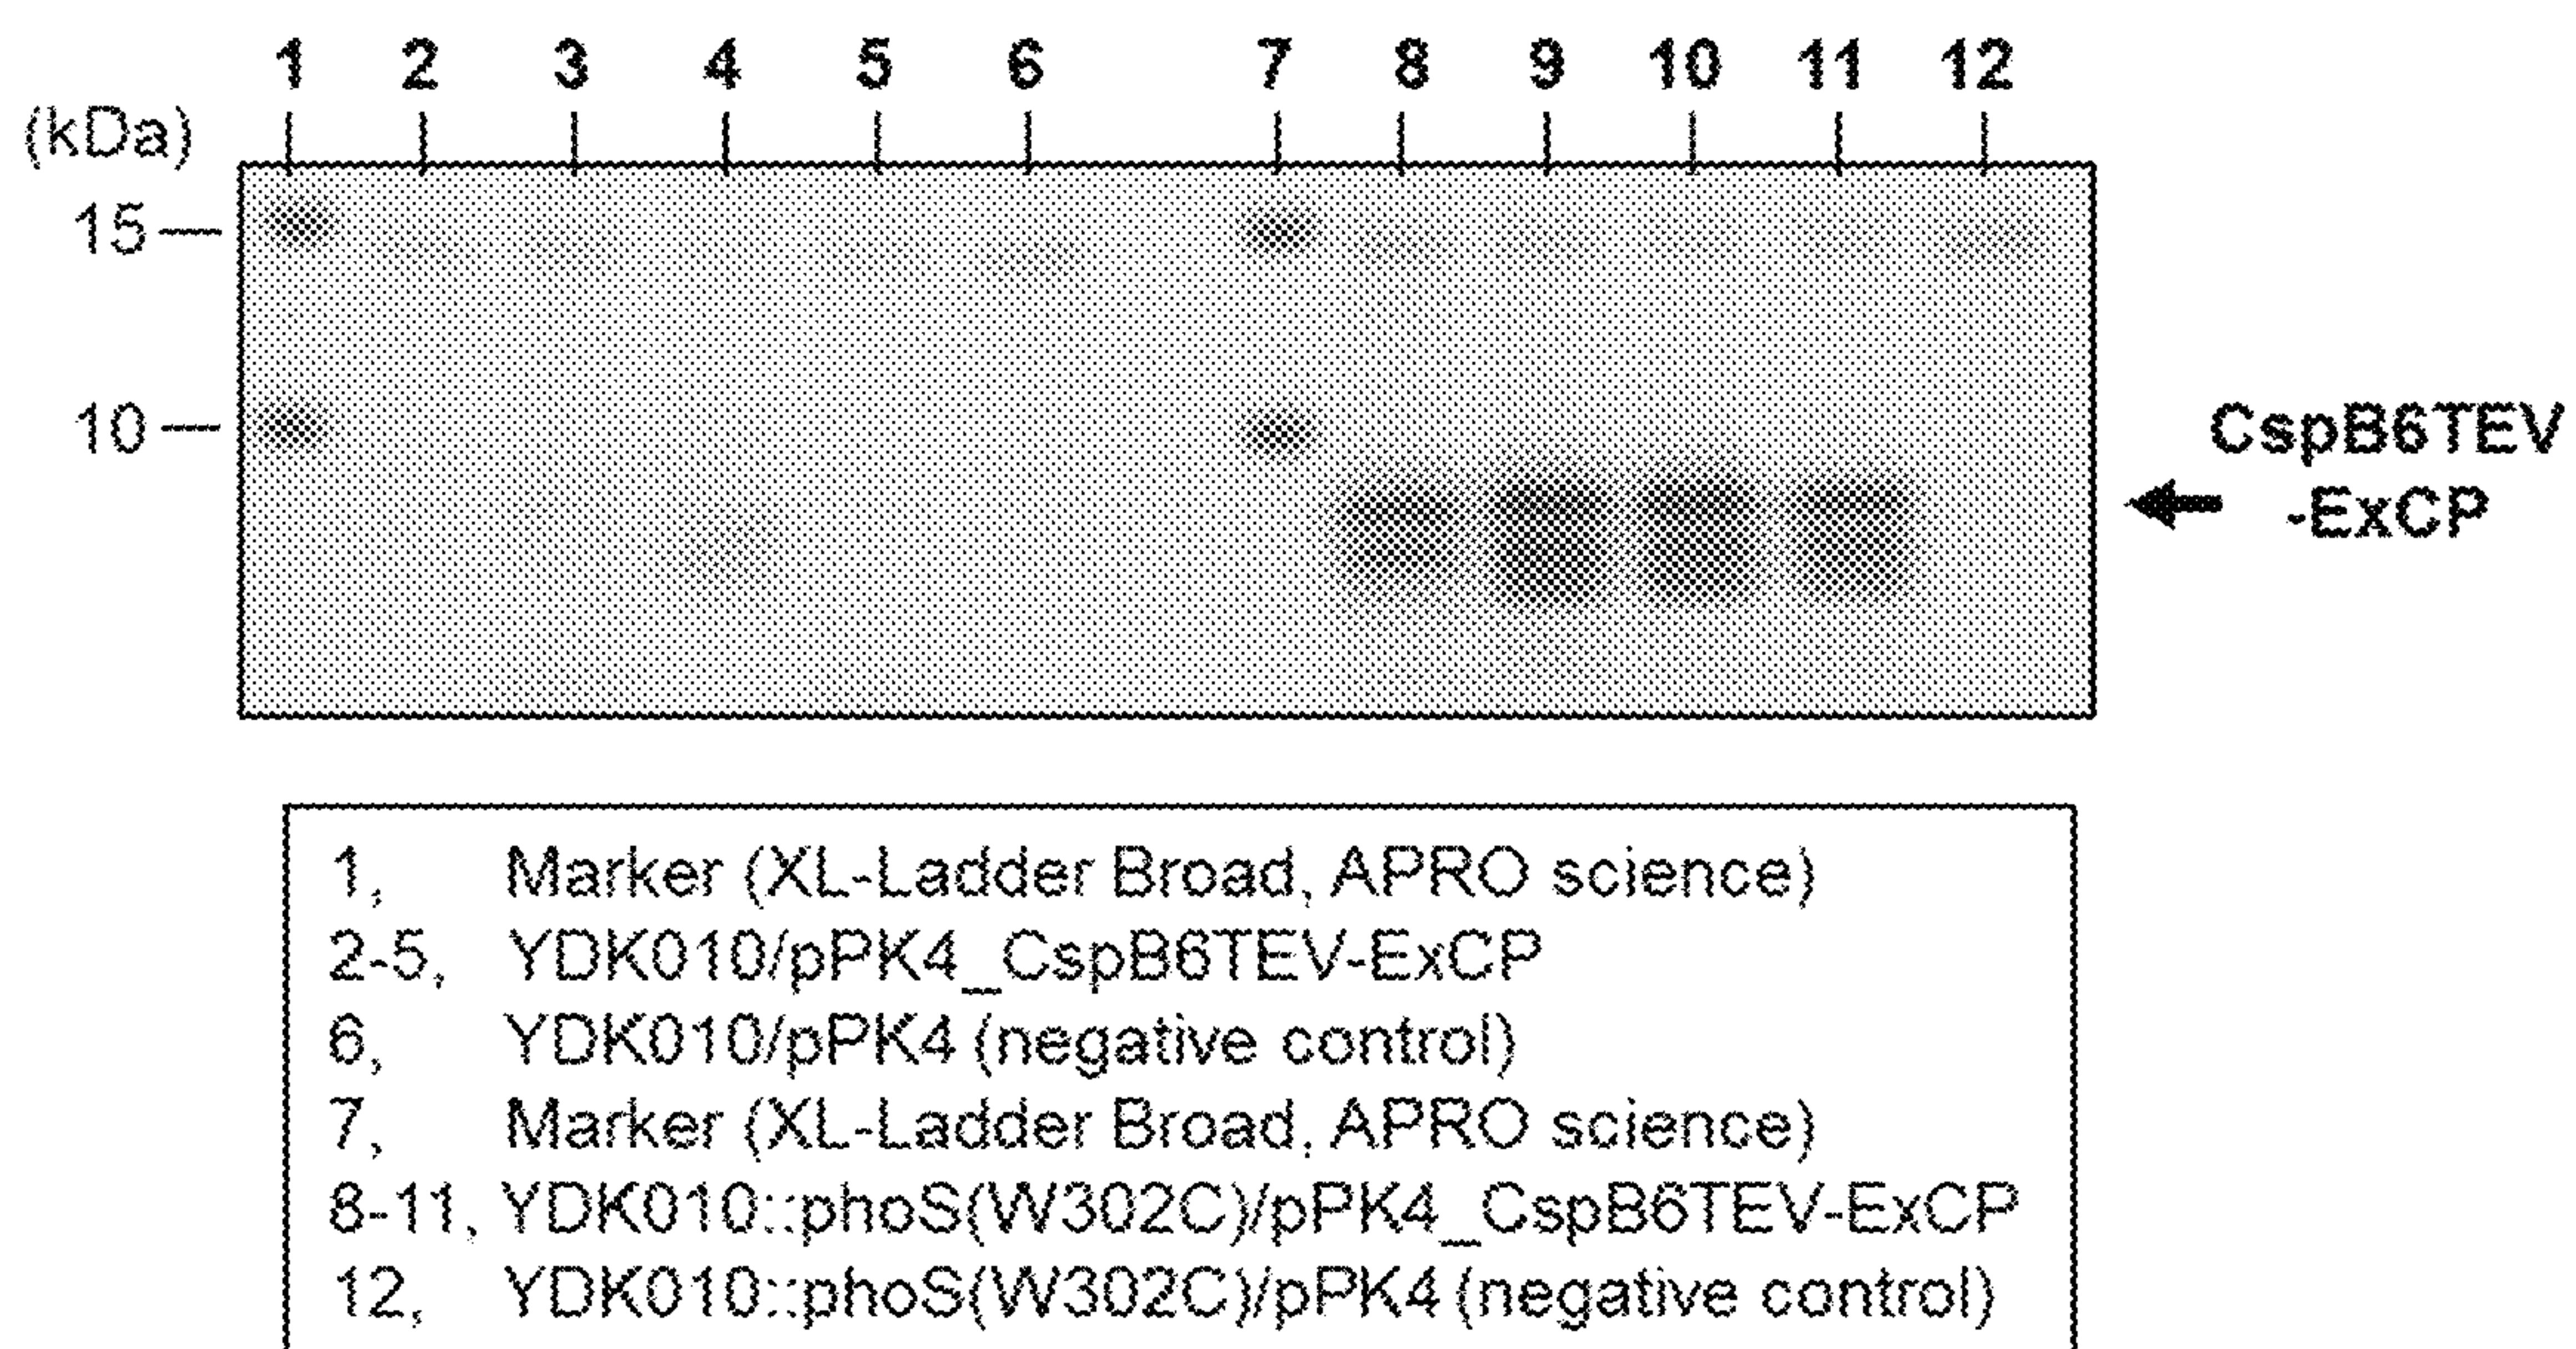 1 2 3 4 5 6 7 8 9 10 11 12
(kDa)
15
10
CspB6TEV
-ExCP
1, Marker (XL-Ladder Broad, APRO science)
2-5, YDK010/pPK4_CspB6TEV-ExCP
6, YDK010/pPK4 (negative control)
7, Marker (XL-Ladder Broad, APRO science)
8-11, YDK010::phoS(W302C)/pPK4_CspB6TEV-ExCP
12, YDK010::phoS(W302C)/pPK4 (negative control)